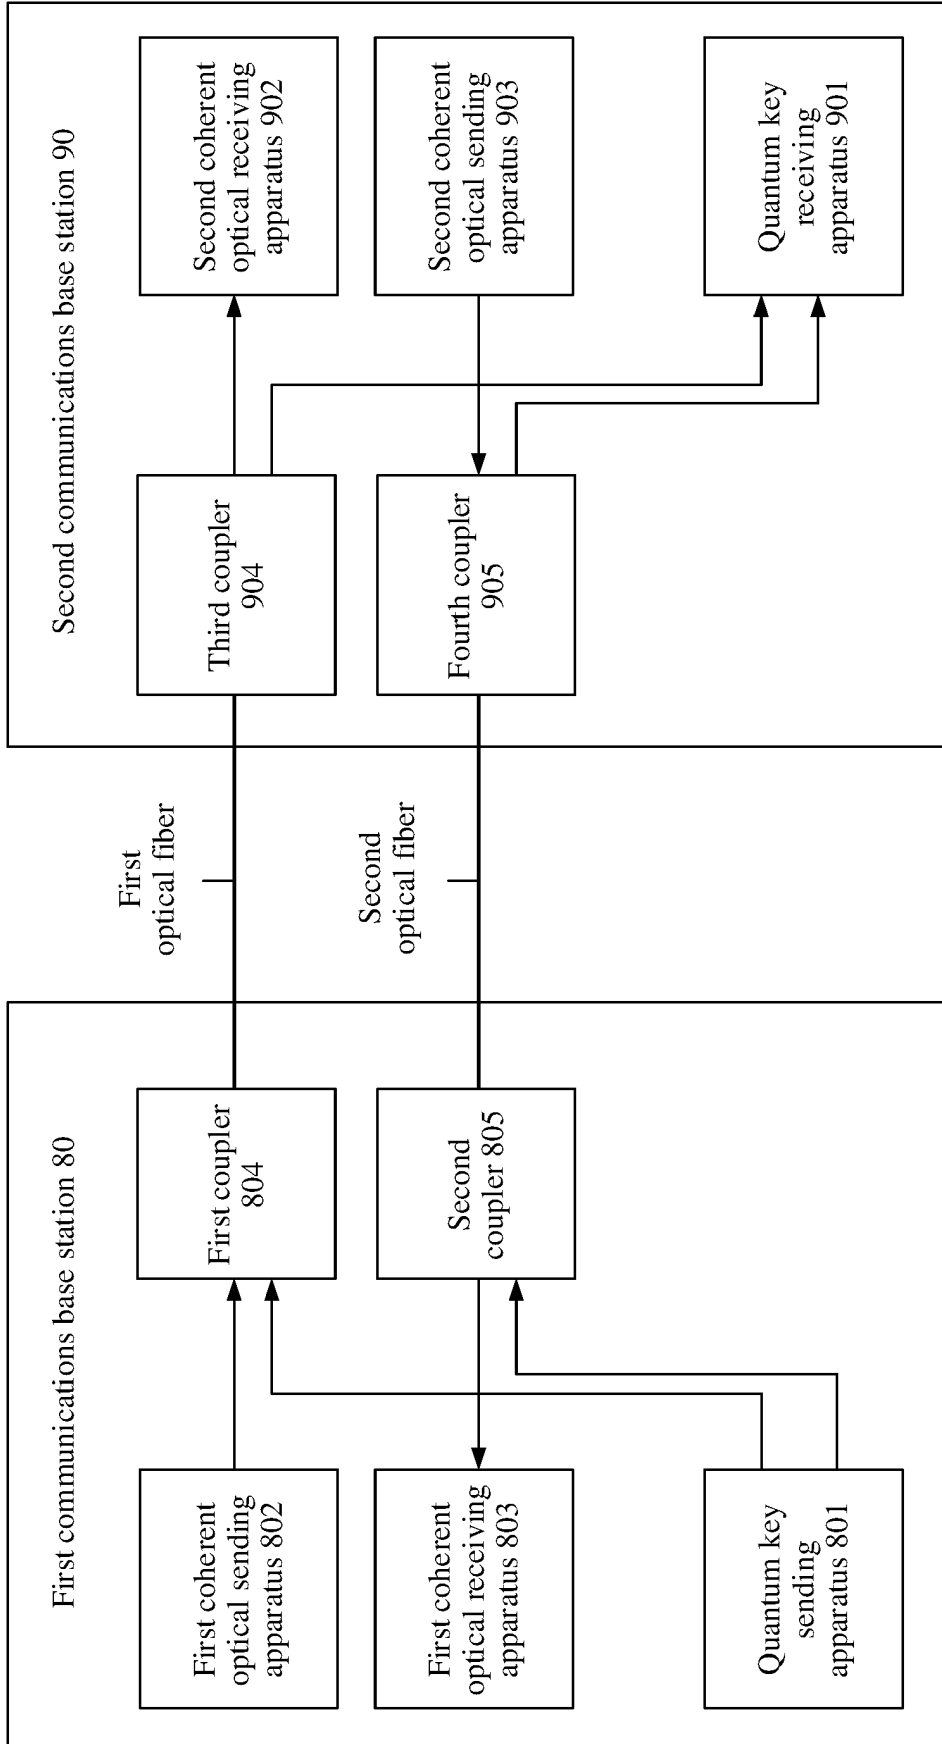 First communications base station 80
First coherent
optical sending
apparatus 802
First coherent
optical receiving
apparatus 803
Quantum key
sending
apparatus 801
First coupler
804
Second
coupler 805
First
optical fiber
Second
optical fiber
Second communications base station 90
Third coupler
904
Fourth coupler
905
Second coherent
optical receiving
apparatus 902
Second coherent
optical sending
apparatus 903
Quantum key
receiving
apparatus 901